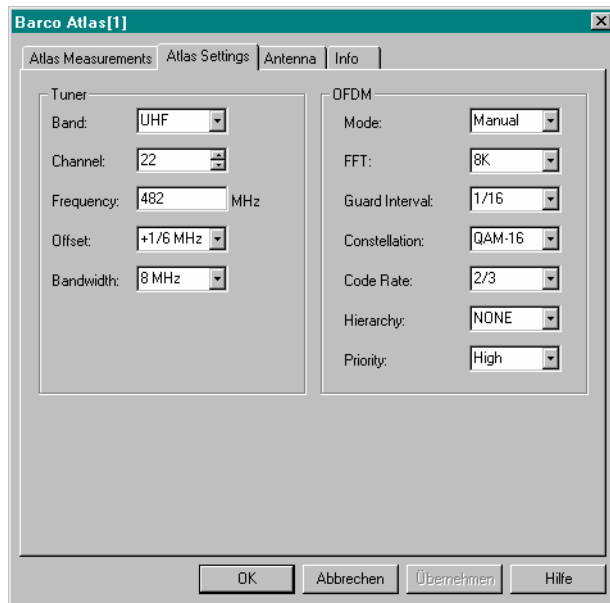 Barco Atlas[1]
Atlas Measurements Atlas Settings Antenna Info
Tuner
Band: UHF
Channel: 22
Frequency: 482 MHz
Offset: +1/6 MHz
Bandwidth: 8 MHz
OFDM
Mode: Manual
FFT: 8K
Guard Interval: 1/16
Constellation: QAM-16
Code Rate: 2/3
Hierarchy: NONE
Priority: High
OK Abbrechen Übernehmen Hilfe